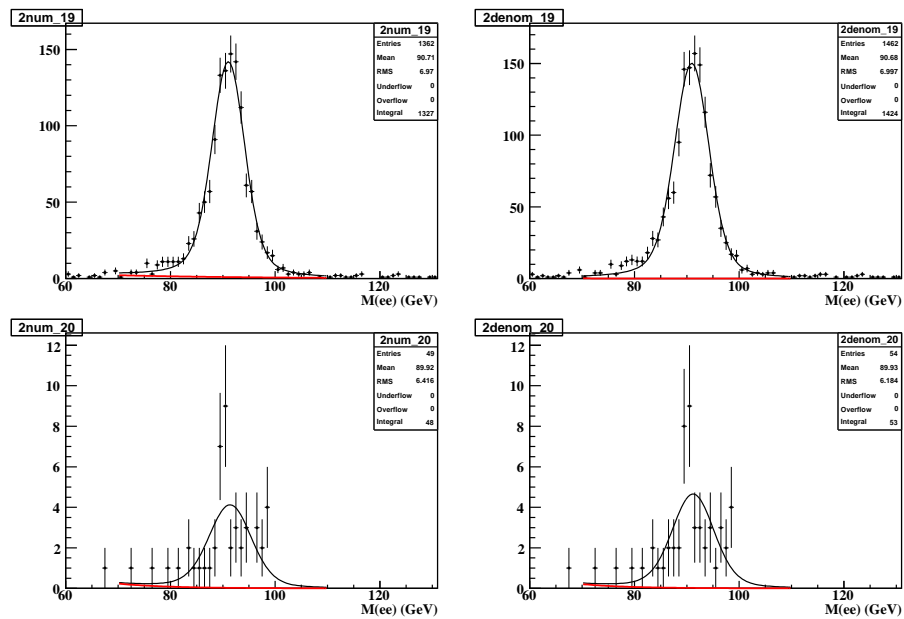 2num_19
2num_19
Entries 1362
Mean 90.71
RMS 6.97
Underflow 0
Overflow 0
Integral 1327
150
100
50
0
60 80 100 120
M(ee) (GeV)
2denom_19
2denom_19
Entries 1462
Mean 90.68
RMS 6.997
Underflow 0
Overflow 0
Integral 1424
150
100
50
0
60 80 100 120
M(ee) (GeV)
2num_20
2num_20
Entries 49
Mean 89.92
RMS 6.416
Underflow 0
Overflow 0
Integral 48
12
10
8
6
4
2
0
60 80 100 120
M(ee) (GeV)
2denom_20
2denom_20
Entries 54
Mean 89.93
RMS 6.184
Underflow 0
Overflow 0
Integral 53
12
10
8
6
4
2
0
60 80 100 120
M(ee) (GeV)